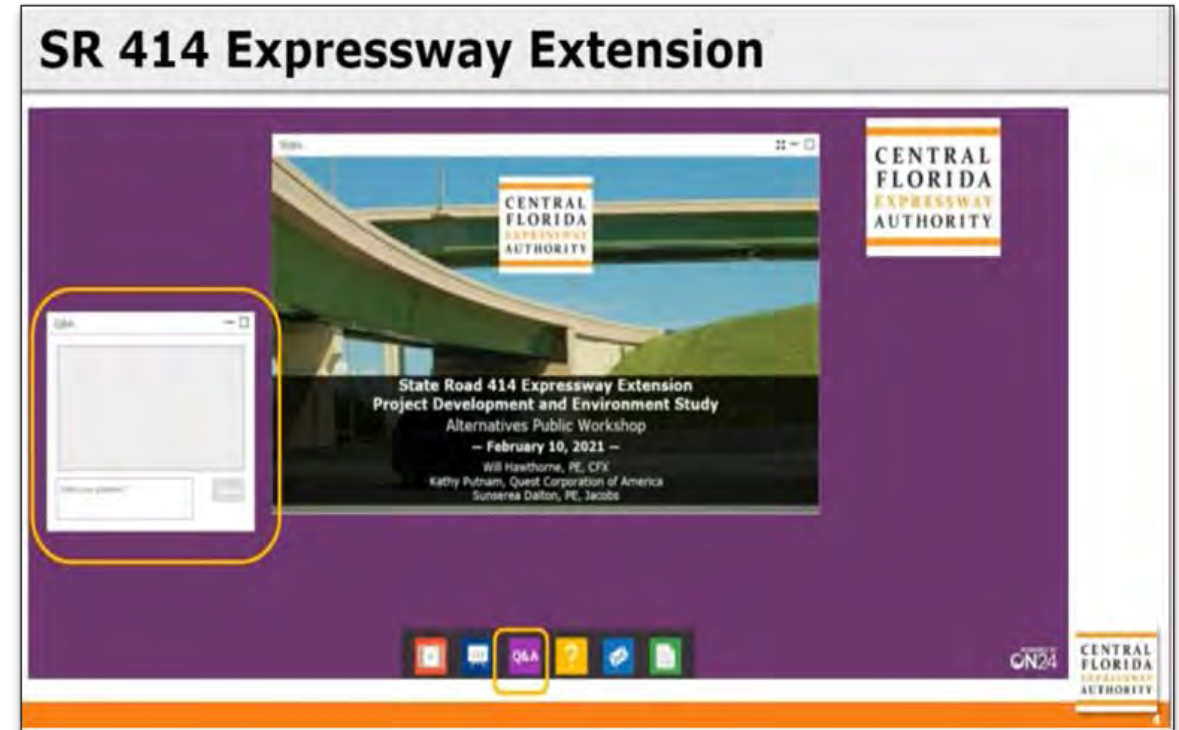 SR 414 Expressway Extension
Slides
CENTRAL
FLORIDA
EXPRESSWAY
AUTHORITY
CENTRAL
FLORIDA
EXPRESSWAY
AUTHORITY
Q&A
State Road 414 Expressway Extension
Project Development and Environment Study
Alternatives Public Workshop
— February 10, 2021 —
Will Hawthorne, PE, CFX
Kathy Putnam, Quest Corporation of America
Sunserea Dalton, PE, Jacobs
Q&A
?
ON24
CENTRAL
FLORIDA
EXPRESSWAY
AUTHORITY
4